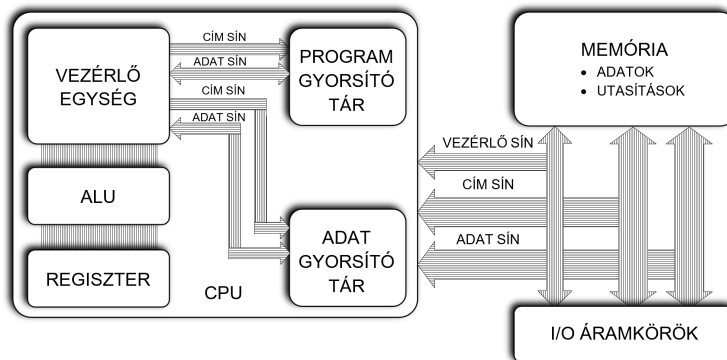 VEZÉRLŐ
EGYSÉG
CÍM SÍN
ADAT SÍN
CÍM SÍN
ADAT SÍN
PROGRAM
GYORSÍTÓ
TÁR
ALU
REGISZTER
ADAT
GYORSÍTÓ
TÁR
CPU
VEZÉRLŐ SÍN
CÍM SÍN
ADAT SÍN
MEMÓRIA
• ADATOK
• UTASÍTÁSOK
I/O ÁRAMKÖRÖK